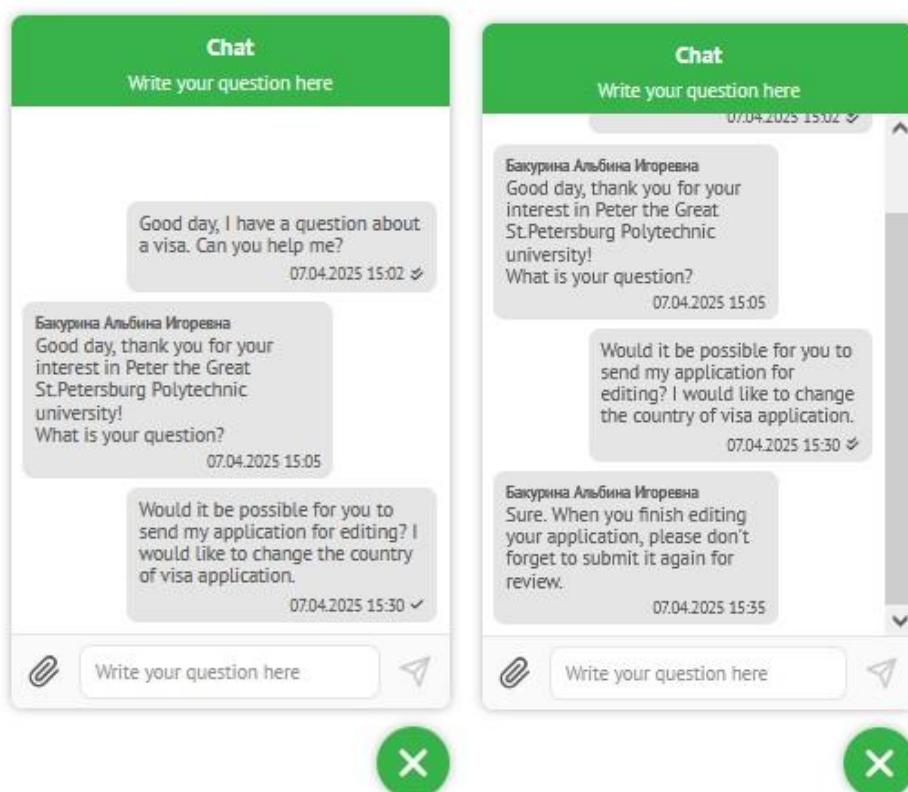 Chat
Write your question here
Good day, I have a question about
a visa. Can you help me?
07.04.2025 15:02
Бакурина Альбина Игоревна
Good day, thank you for your
interest in Peter the Great
St.Petersburg Polytechnic
university!
What is your question?
07.04.2025 15:05
Would it be possible for you to
send my application for editing? I
would like to change the country
of visa application.
07.04.2025 15:30
Write your question here
Chat
Write your question here
07.04.2025 15:02
Бакурина Альбина Игоревна
Good day, thank you for your
interest in Peter the Great
St.Petersburg Polytechnic
university!
What is your question?
07.04.2025 15:05
Would it be possible for you to
send my application for
editing? I would like to change
the country of visa application.
07.04.2025 15:30
Бакурина Альбина Игоревна
Sure. When you finish editing
your application, please don't
forget to submit it again for
review.
07.04.2025 15:35
Write your question here